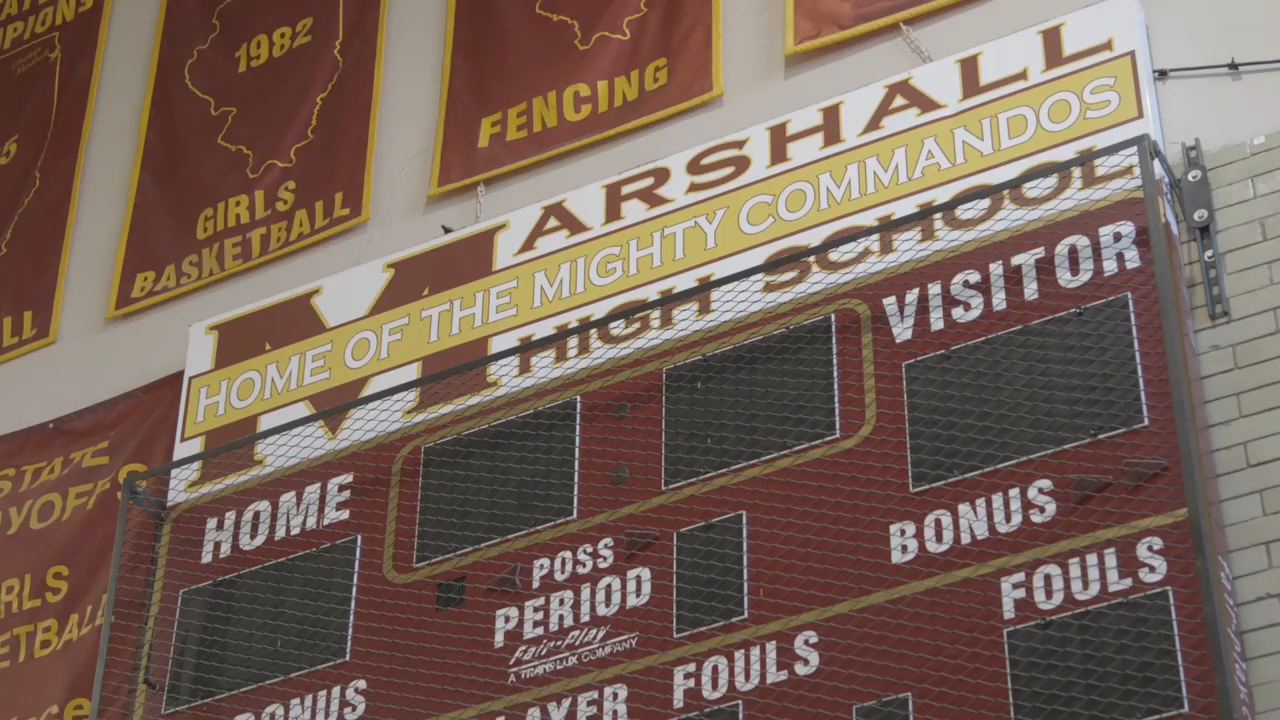 1982
GIRLS
BASKETBALL
FENCING
MARSHALL
HOME OF THE MIGHTY COMMANDOS
HIGH SCHOOL
STATE
HOME
VISITOR
POSS
PERIOD
Fair-Play
A TRANS-LUX COMPANY
BONUS
FOULS
FOULS